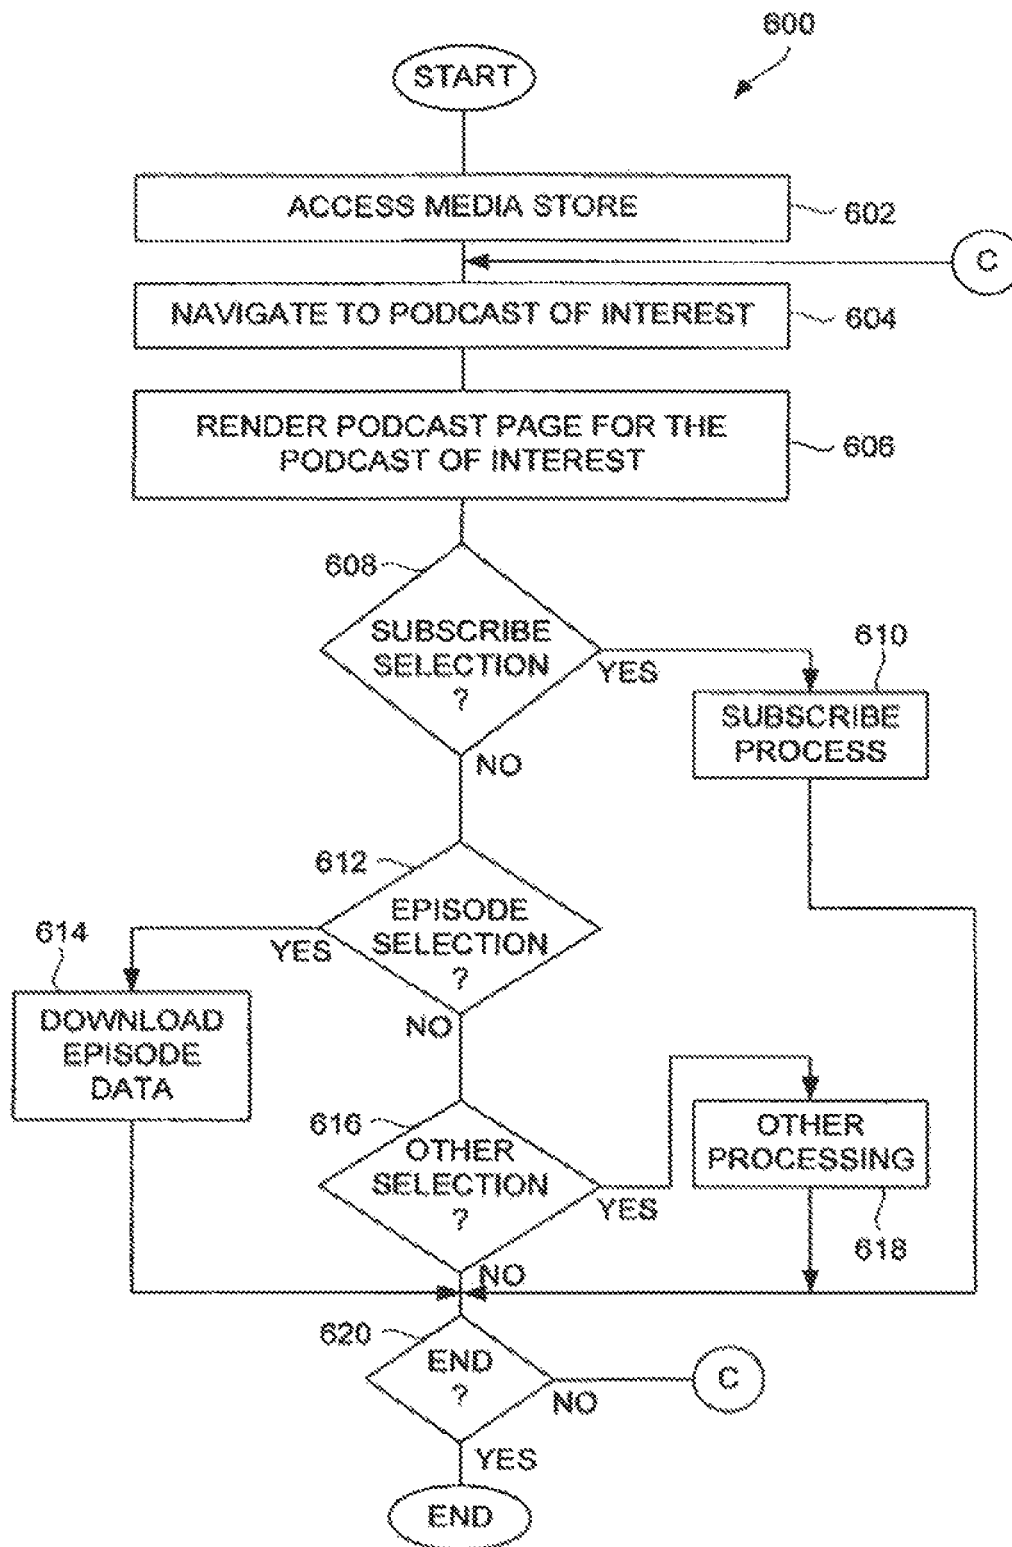 600
START
ACCESS MEDIA STORE
602
C
NAVIGATE TO PODCAST OF INTEREST
604
RENDER PODCAST PAGE FOR THE
PODCAST OF INTEREST
606
608
SUBSCRIBE
SELECTION
?
YES
NO
610
SUBSCRIBE
PROCESS
612
EPISODE
SELECTION
?
YES
NO
614
DOWNLOAD
EPISODE
DATA
616
OTHER
SELECTION
?
YES
NO
OTHER
PROCESSING
618
620
END
?
NO
C
YES
END